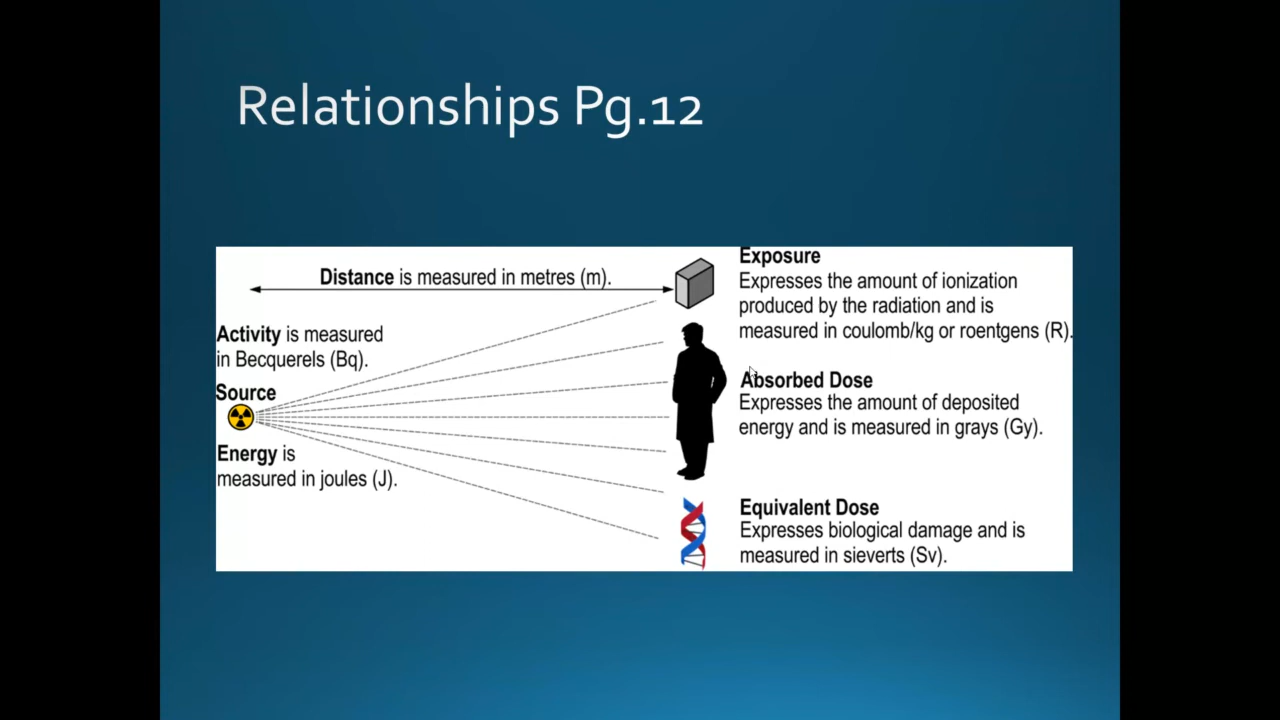 Relationships Pg.12
Distance is measured in metres (m).
Activity is measured
in Becquerels (Bq).
Source
Energy is
measured in joules (J).
Exposure
Expresses the amount of ionization
produced by the radiation and is
measured in coulomb/kg or roentgens (R).
Absorbed Dose
Expresses the amount of deposited
energy and is measured in grays (Gy).
Equivalent Dose
Expresses biological damage and is
measured in sieverts (Sv).